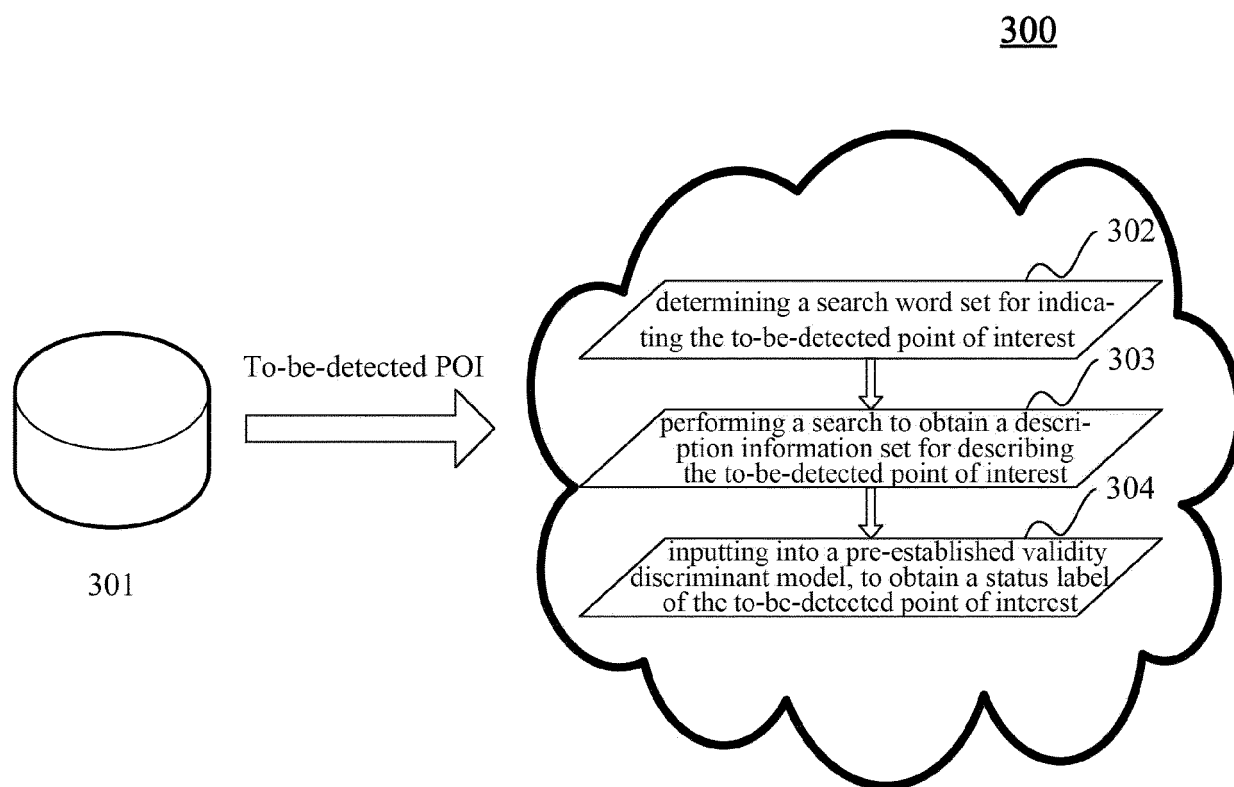 300
302
determining a search word set for indica-
ting the to-be-detected point of interest
To-be-detected POI
303
performing a search to obtain a descri-
ption information set for describing
the to-be-detected point of interest
304
inputting into a pre-established validity
discriminant model, to obtain a status label
of the to-be-detected point of interest
301